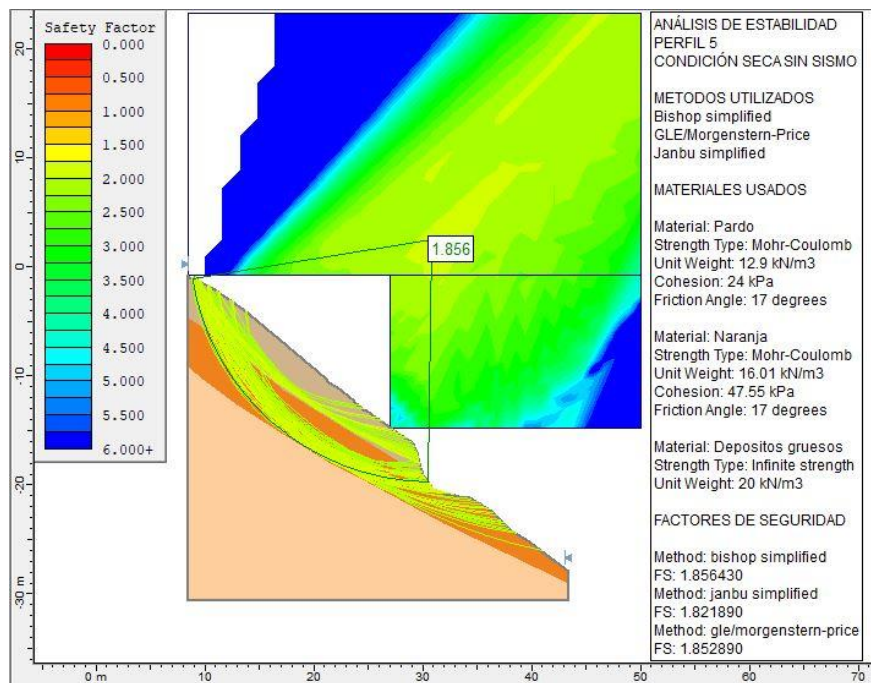 Safety Factor
0.000
0.500
1.000
1.500
2.000
2.500
3.000
3.500
4.000
4.500
5.000
5.500
6.000+
20
10
0
-10
-20
-30 m
0 m
10
20
30
40
50
60
70
1.856
ANÁLISIS DE ESTABILIDAD
PERFIL 5
CONDICIÓN SECA SIN SISMO
METODOS UTILIZADOS
Bishop simplified
GLE/Morgenstern-Price
Janbu simplified
MATERIALES USADOS
Material: Pardo
Strength Type: Mohr-Coulomb
Unit Weight: 12.9 kN/m3
Cohesion: 24 kPa
Friction Angle: 17 degrees
Material: Naranja
Strength Type: Mohr-Coulomb
Unit Weight: 16.01 kN/m3
Cohesion: 47.55 kPa
Friction Angle: 17 degrees
Material: Depositos gruesos
Strength Type: Infinite strength
Unit Weight: 20 kN/m3
FACTORES DE SEGURIDAD
Method: bishop simplified
FS: 1.856430
Method: janbu simplified
FS: 1.821890
Method: gle/morgenstern-price
FS: 1.852890